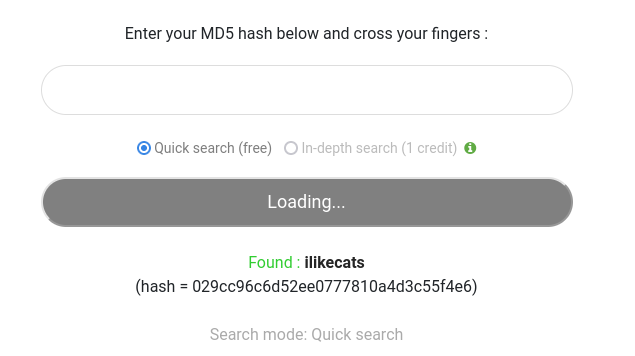 Enter your MD5 hash below and cross your fingers :
Quick search (free) In-depth search (1 credit)
Loading...
Found : ilikecats
(hash = 029cc96c6d52ee0777810a4d3c55f4e6)
Search mode: Quick search